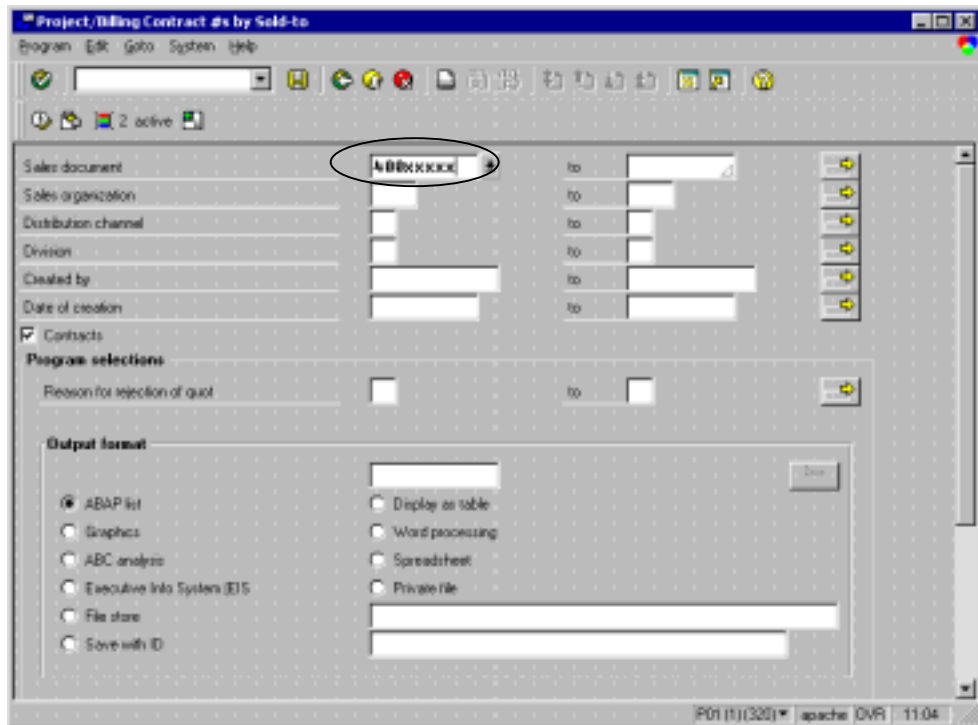 Project/Billing Contract #s by Sold-to
Program Edit Goto System Help
2 active
Sales document 400xxxxx to
Sales organization to
Distribution channel to
Division to
Created by to
Date of creation to
Contracts
Program selections
Reason for rejection of quot to
Output format
ABAP list Display as table
Graphics Word processing
ABC analysis Spreadsheet
Executive Info System (EIS Private file
File store
Save with ID
P01 (1) (320) apache OVR 11:04